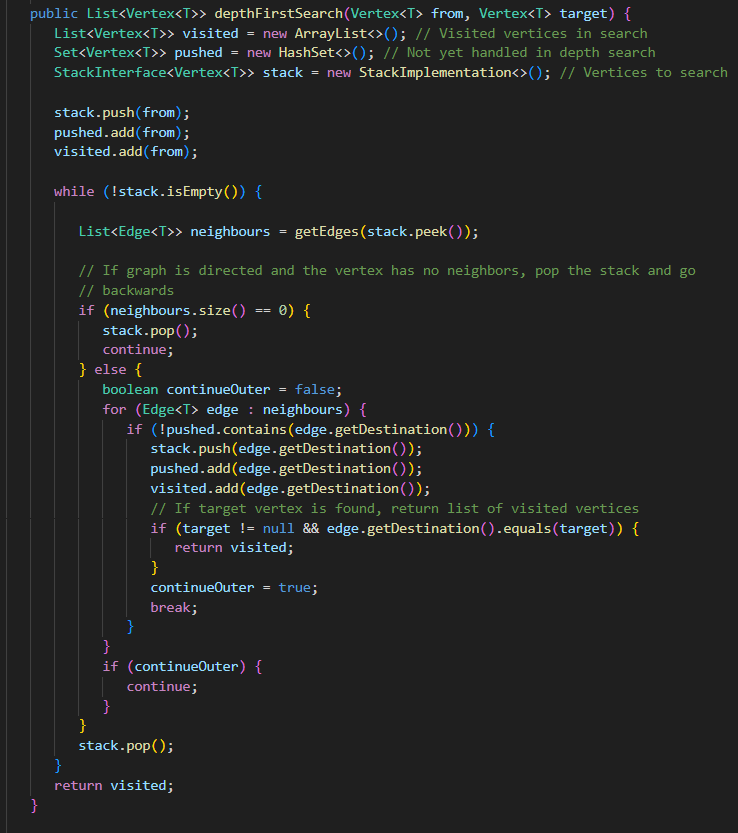 public List<Vertex<T>> depthFirstSearch(Vertex<T> from, Vertex<T> target) {
List<Vertex<T>> visited = new ArrayList<>(); // Visited vertices in search
Set<Vertex<T>> pushed = new HashSet<>(); // Not yet handled in depth search
StackInterface<Vertex<T>> stack = new StackImplementation<>(); // Vertices to search
stack.push(from);
pushed.add(from);
visited.add(from);
while (!stack.isEmpty()) {
List<Edge<T>> neighbours = getEdges(stack.peek());
// If graph is directed and the vertex has no neighbors, pop the stack and go
// backwards
if (neighbours.size() == 0) {
stack.pop();
continue;
} else {
boolean continueOuter = false;
for (Edge<T> edge : neighbours) {
if (!pushed.contains(edge.getDestination())) {
stack.push(edge.getDestination());
pushed.add(edge.getDestination());
visited.add(edge.getDestination());
// If target vertex is found, return list of visited vertices
if (target != null && edge.getDestination().equals(target)) {
return visited;
}
continueOuter = true;
break;
}
}
if (continueOuter) {
continue;
}
}
stack.pop();
}
return visited;
}